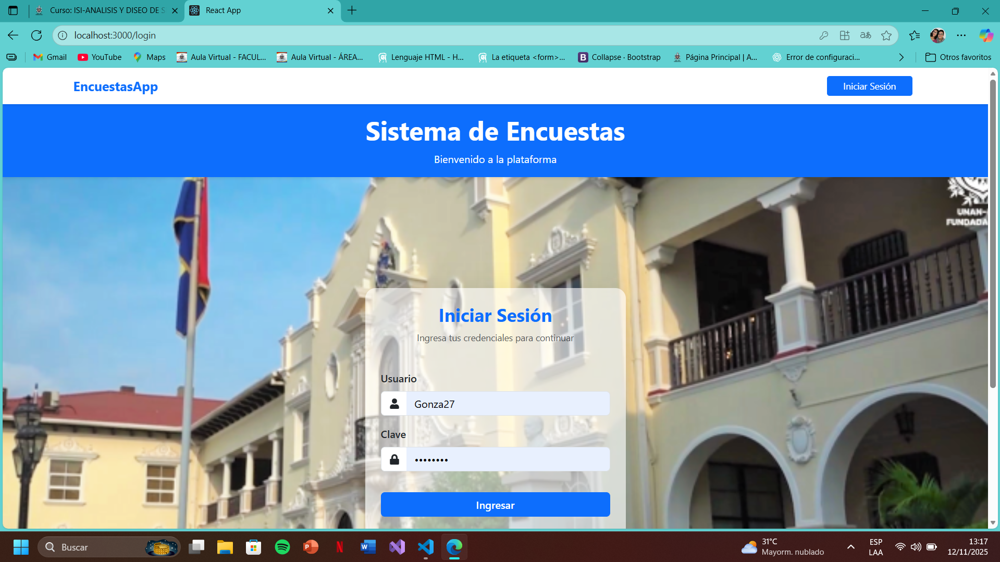 Curso: ISI-ANALISIS Y DISEO DE S
React App
localhost:3000/login
Gmail
YouTube
Maps
Aula Virtual - FACUL...
Aula Virtual - ÁREA...
Lenguaje HTML - H...
La etiqueta <form>...
Collapse · Bootstrap
Página Principal | A...
Error de configuraci...
Otros favoritos
EncuestasApp
Iniciar Sesión
Sistema de Encuestas
Bienvenido a la plataforma
UNAN-
FUNDADA
Iniciar Sesión
Ingresa tus credenciales para continuar
Usuario
Gonza27
Clave
••••••••
Ingresar
Buscar
31°C
Mayorm. nublado
ESP
LAA
13:17
12/11/2025